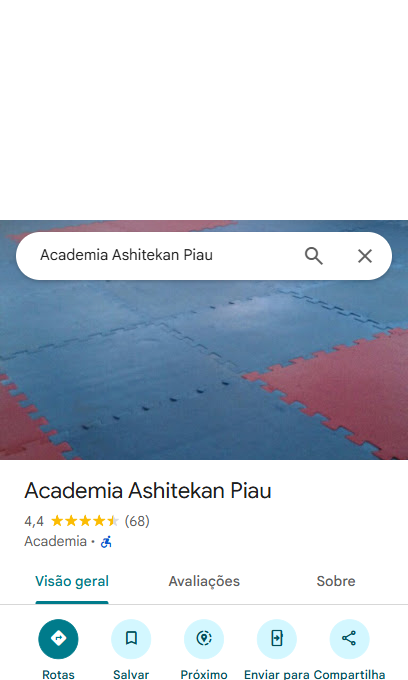 Academia Ashitekan Piau
Academia Ashitekan Piau
4,4 (68)
Academia ·
Visão geral Avaliações Sobre
Rotas Salvar Próximo Enviar para Compartilha